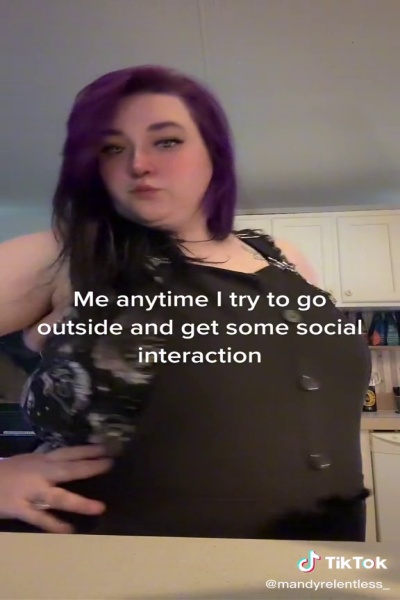 Me anytime I try to go
outside and get some social
interaction
TikTok
@mandyrelentless_